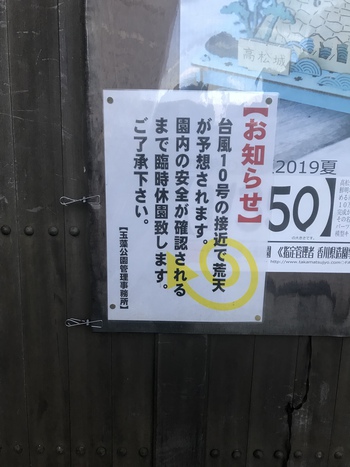 【お知らせ】
台風10号の接近で荒天
が予想されます。
園内の安全が確認される
まで臨時休園致します。
ご了承下さい。
【玉藻公園管理事務所】
高松城
2019夏
50】